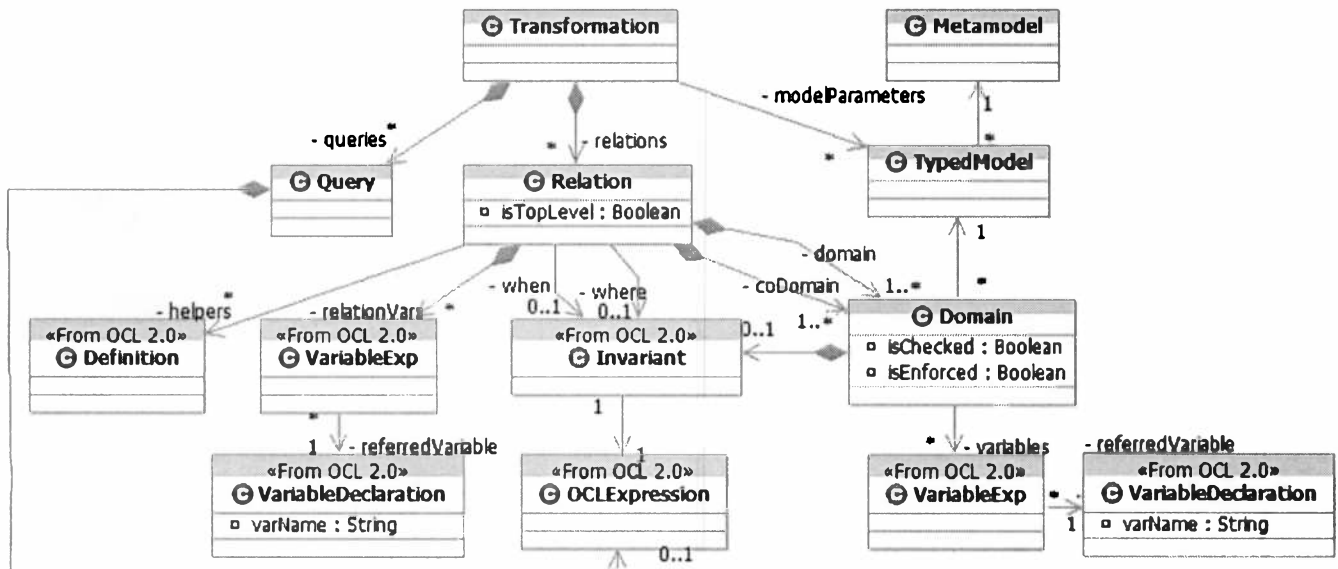 C Transformation
C Metamodel
- modelParameters
1
*
- queries
*
* - relations
*
C Query
C Relation
□ isTopLevel : Boolean
C TypedModel
1
- domain
*
- helpers
*
- relationVars
*
- when
0..1
- where
0..1
- coDomain
1..*
1..*
«From OCL 2.0»
C Definition
«From OCL 2.0»
C VariableExp
«From OCL 2.0»
C Invariant
0..1
C Domain
□ isChecked : Boolean
□ isEnforced : Boolean
*
1 - referredVariable
1
1
* - variables
- referredVariable
«From OCL 2.0»
C VariableDeclaration
□ varName : String
«From OCL 2.0»
C OCLExpression
«From OCL 2.0»
C VariableExp
*
1
«From OCL 2.0»
C VariableDeclaration
□ varName : String
0..1